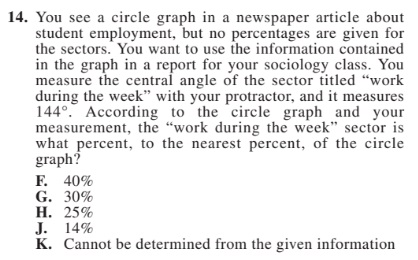 14. You see a circle graph in a newspaper article about
student employment, but no percentages are given for
the sectors. You want to use the information contained
in the graph in a report for your sociology class. You
measure the central angle of the sector titled “work
during the week” with your protractor, and it measures
144°. According to the circle graph and your
measurement, the “work during the week” sector is
what percent, to the nearest percent, of the circle
graph?
F. 40%
G. 30%
H. 25%
J. 14%
K. Cannot be determined from the given information